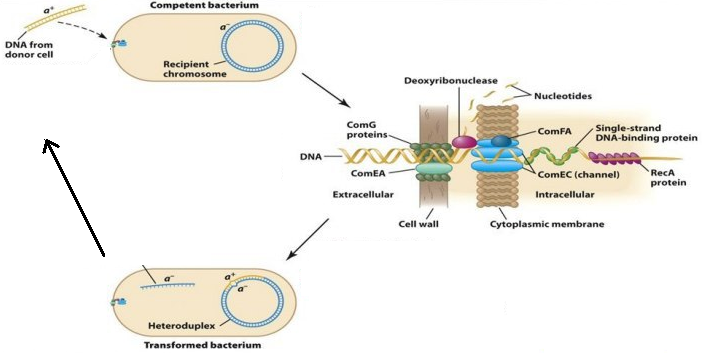 Competent bacterium
a+
a−
DNA from
donor cell
Recipient
chromosome
Deoxyribonuclease
Nucleotides
ComG
proteins
ComFA
Single-strand
DNA-binding protein
DNA
ComEA
ComEC (channel)
RecA
protein
Extracellular
Intracellular
Cell wall
Cytoplasmic membrane
a−
a+
a−
Heteroduplex
Transformed bacterium